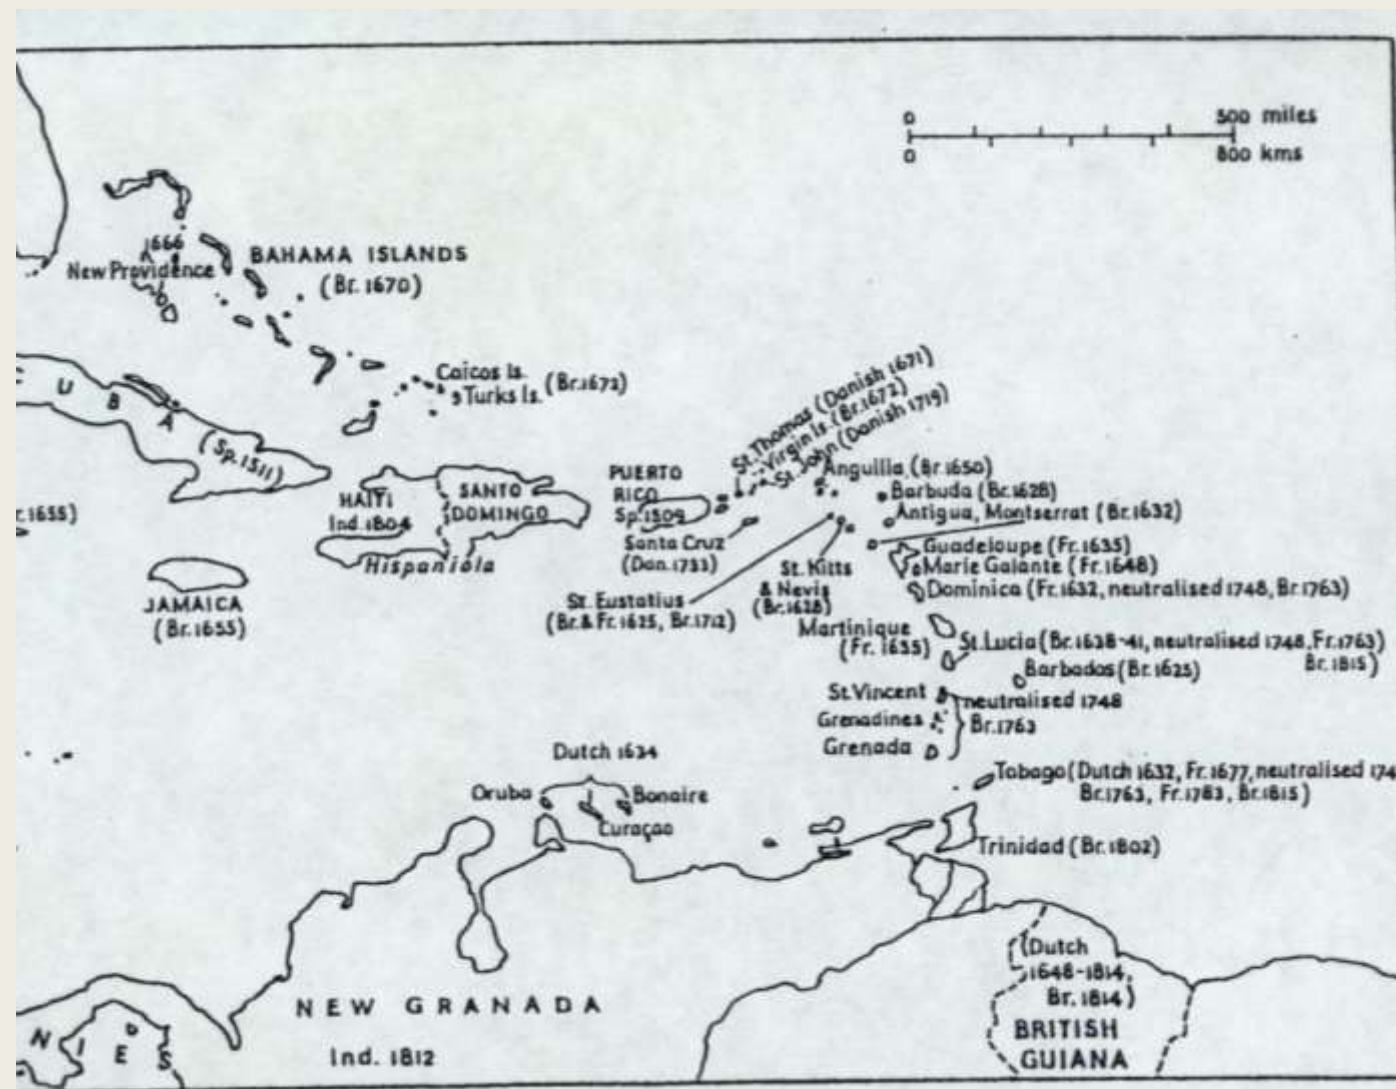 0 500 miles
0 800 kms
1666
New Providence
BAHAMA ISLANDS
(Br. 1670)
Caicos Is.
Turks Is. (Br. 1672)
U B A
(Sp. 1511)
HAITI
Ind. 1804
SANTO
DOMINGO
Hispaniola
PUERTO
RICO
Sp. 1509
Santa Cruz
(Dan. 1733)
St. Thomas (Danish 1671)
Virgin Is. (Br. 1672)
St. John (Danish 1719)
Anguilla (Br. 1650)
Barbuda (Br. 1628)
Antigua, Montserrat (Br. 1632)
Guadeloupe (Fr. 1635)
Marie Galante (Fr. 1648)
Dominica (Fr. 1632, neutralised 1748, Br. 1763)
St. Kitts
& Nevis
(Br. 1628)
St. Eustatius
(Br. & Fr. 1625, Br. 1712)
Martinique
(Fr. 1635)
St. Lucia (Br. 1638-41, neutralised 1748, Fr. 1763)
Br. 1815)
Barbados (Br. 1625)
St. Vincent
Grenadines
Grenada
neutralised 1748
Br. 1763
r. 1655)
JAMAICA
(Br. 1655)
Dutch 1634
Oruba
Bonaire
Curaçao
Tobago (Dutch 1632, Fr. 1677, neutralised 174
Br. 1763, Fr. 1783, Br. 1815)
Trinidad (Br. 1802)
NEW GRANADA
Ind. 1812
N I E S
(Dutch
1648-1814,
Br. 1814)
BRITISH
GUIANA